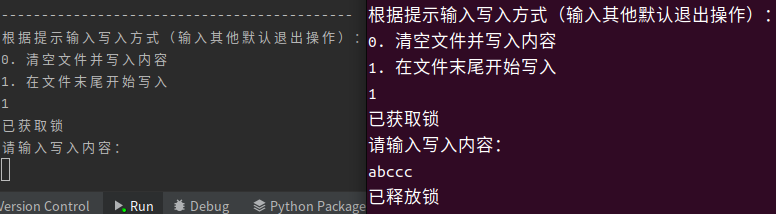 -----------------------------------
根据提示输入写入方式（输入其他默认退出操作）：
0. 清空文件并写入内容
1. 在文件末尾开始写入
1
已获取锁
请输入写入内容：
Version Control
Run
Debug
Python Package
根据提示输入写入方式（输入其他默认退出操作）：
0. 清空文件并写入内容
1. 在文件末尾开始写入
1
已获取锁
请输入写入内容：
abccc
已释放锁